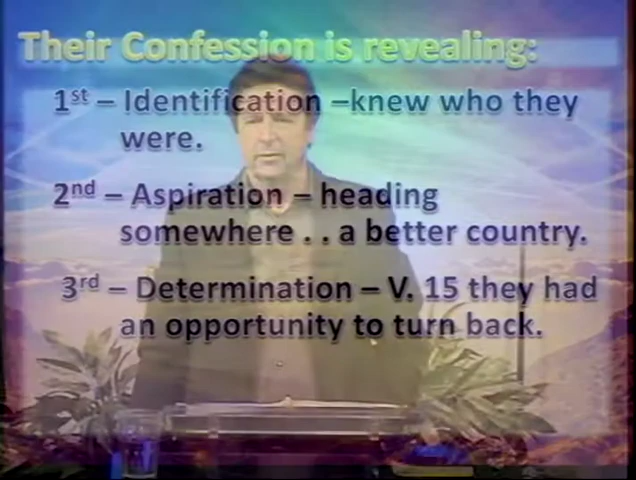 Their Confession is revealing:
1st – Identification –knew who they
were.
2nd – Aspiration – heading
somewhere . . a better country.
3rd – Determination – V. 15 they had
an opportunity to turn back.